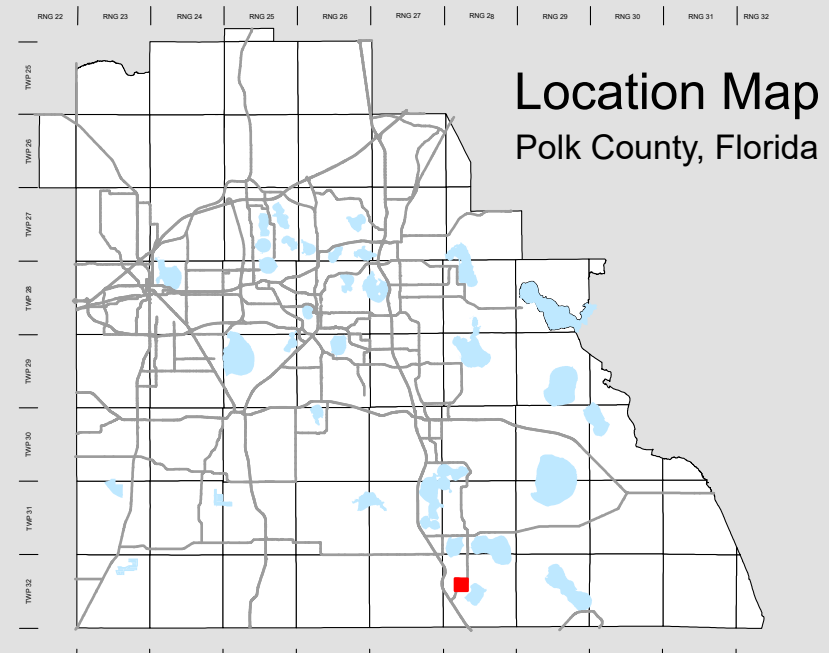 RNG 22 RNG 23 RNG 24 RNG 25 RNG 26 RNG 27 RNG 28 RNG 29 RNG 30 RNG 31 RNG 32
Location Map
Polk County, Florida
TWP 25
TWP 26
TWP 27
TWP 28
TWP 29
TWP 30
TWP 31
TWP 32